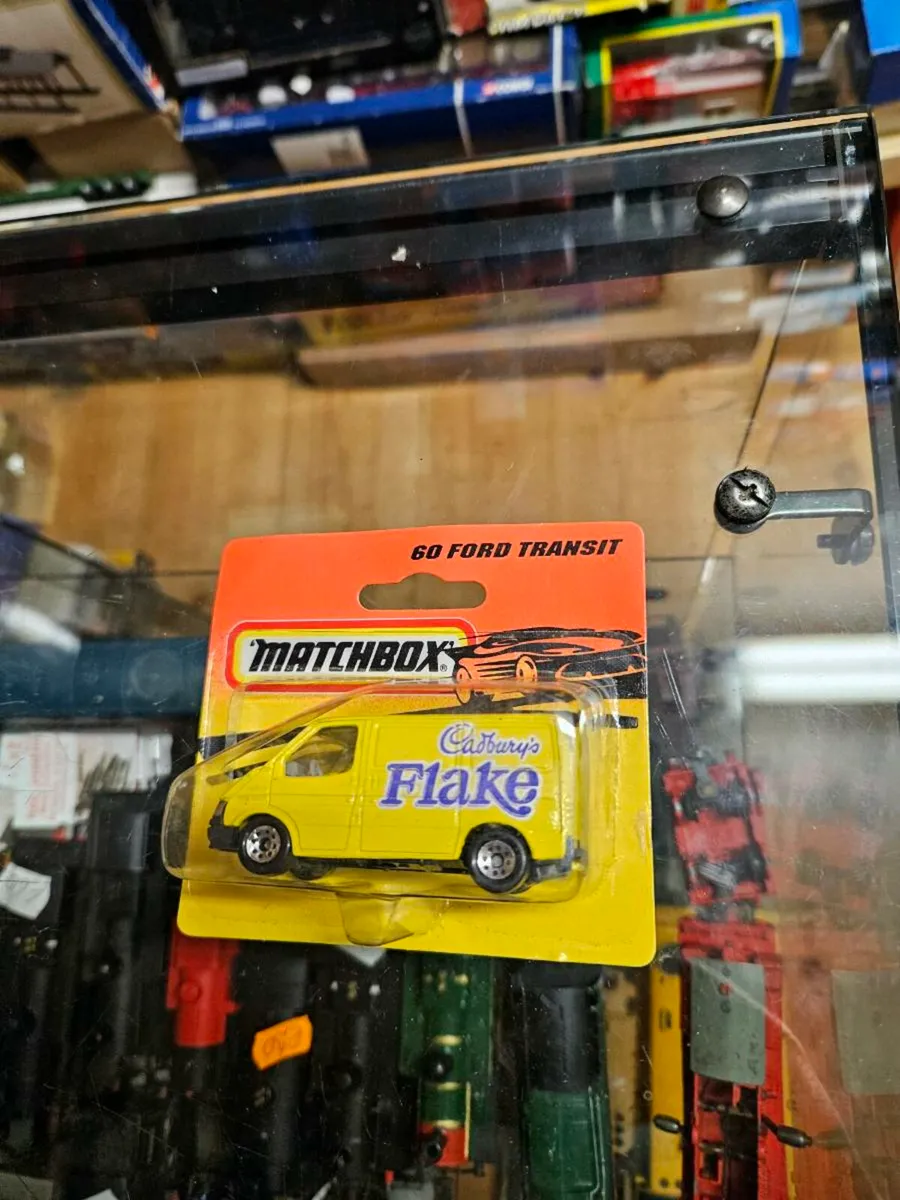 60 FORD TRANSIT
MATCHBOX®
Cadbury's
Flake